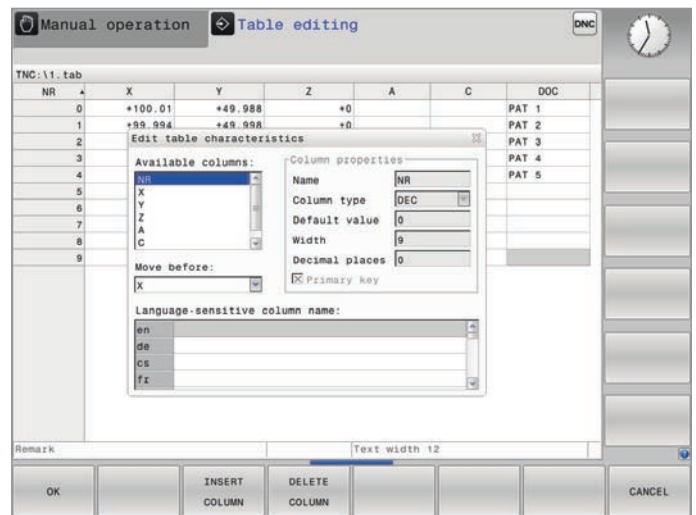 Manual operation Table editing DNC
TNC:\1.tab
NR X Y Z A C DOC
0 +100.01 +49.988 +0 PAT 1
1 +99.994 +49.998 +0 PAT 2
2 PAT 3
3 PAT 4
4 PAT 5
5
6
7
8
9
Edit table characteristics
Available columns:
NR
X
Y
Z
A
C
Move before:
X
Column properties
Name NR
Column type DEC
Default value 0
Width 9
Decimal places 0
Primary key
Language-sensitive column name:
en
de
cs
fr
Remark Text width 12
OK INSERT COLUMN DELETE COLUMN CANCEL